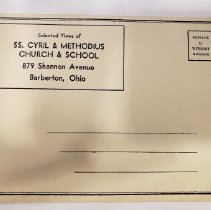 Selected Views of
SS. CYRIL & METHODIUS
CHURCH & SCHOOL
879 Shannon Avenue
Barberton, Ohio